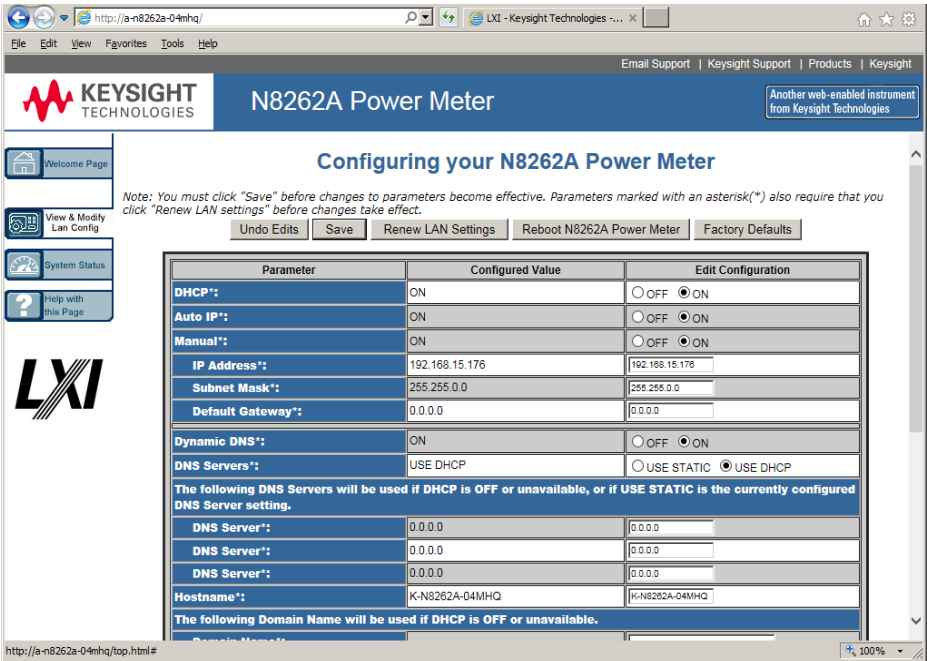 http://a-n8262a-04mhq/
LXI - Keysight Technologies -...
File Edit View Favorites Tools Help
Email Support | Keysight Support | Products | Keysight
KEYSIGHT
TECHNOLOGIES
N8262A Power Meter
Another web-enabled instrument
from Keysight Technologies
Welcome Page
View & Modify
Lan Config
System Status
Help with
this Page
LXI
Configuring your N8262A Power Meter
Note: You must click "Save" before changes to parameters become effective. Parameters marked with an asterisk(*) also require that you
click "Renew LAN settings" before changes take effect.
Undo Edits Save Renew LAN Settings Reboot N8262A Power Meter Factory Defaults
Parameter Configured Value Edit Configuration
DHCP*: ON OFF ON
Auto IP*: ON OFF ON
Manual*: ON OFF ON
IP Address*: 192.168.15.176 192.168.15.176
Subnet Mask*: 255.255.0.0 255.255.0.0
Default Gateway*: 0.0.0.0 0.0.0.0
Dynamic DNS*: ON OFF ON
DNS Servers*: USE DHCP USE STATIC USE DHCP
The following DNS Servers will be used if DHCP is OFF or unavailable, or if USE STATIC is the currently configured
DNS Server setting.
DNS Server*: 0.0.0.0 0.0.0.0
DNS Server*: 0.0.0.0 0.0.0.0
DNS Server*: 0.0.0.0 0.0.0.0
Hostname*: K-N8262A-04MHQ K-N8262A-04MHQ
The following Domain Name will be used if DHCP is OFF or unavailable.
Domain Name*:
http://a-n8262a-04mhq/top.html#
100%